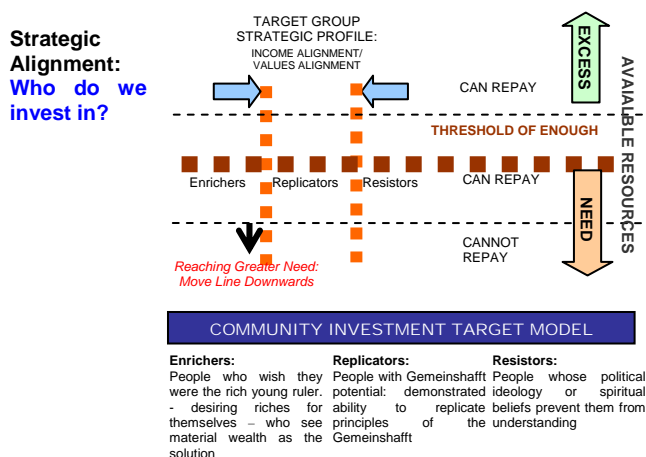 Strategic
Alignment:
Who do we
invest in?
TARGET GROUP
STRATEGIC PROFILE:
INCOME ALIGNMENT/
VALUES ALIGNMENT
CAN REPAY
EXCESS
AVAIALBLE RESOURCES
THRESHOLD OF ENOUGH
Enrichers
Replicators
Resistors
CAN REPAY
NEED
CANNOT
REPAY
Reaching Greater Need:
Move Line Downwards
COMMUNITY INVESTMENT TARGET MODEL
Enrichers:
People who wish they
were the rich young ruler.
- desiring riches for
themselves – who see
material wealth as the
solution
Replicators:
People with Gemeinshafft
potential: demonstrated
ability to replicate
principles of the
Gemeinshafft
Resistors:
People whose political
ideology or spiritual
beliefs prevent them from
understanding